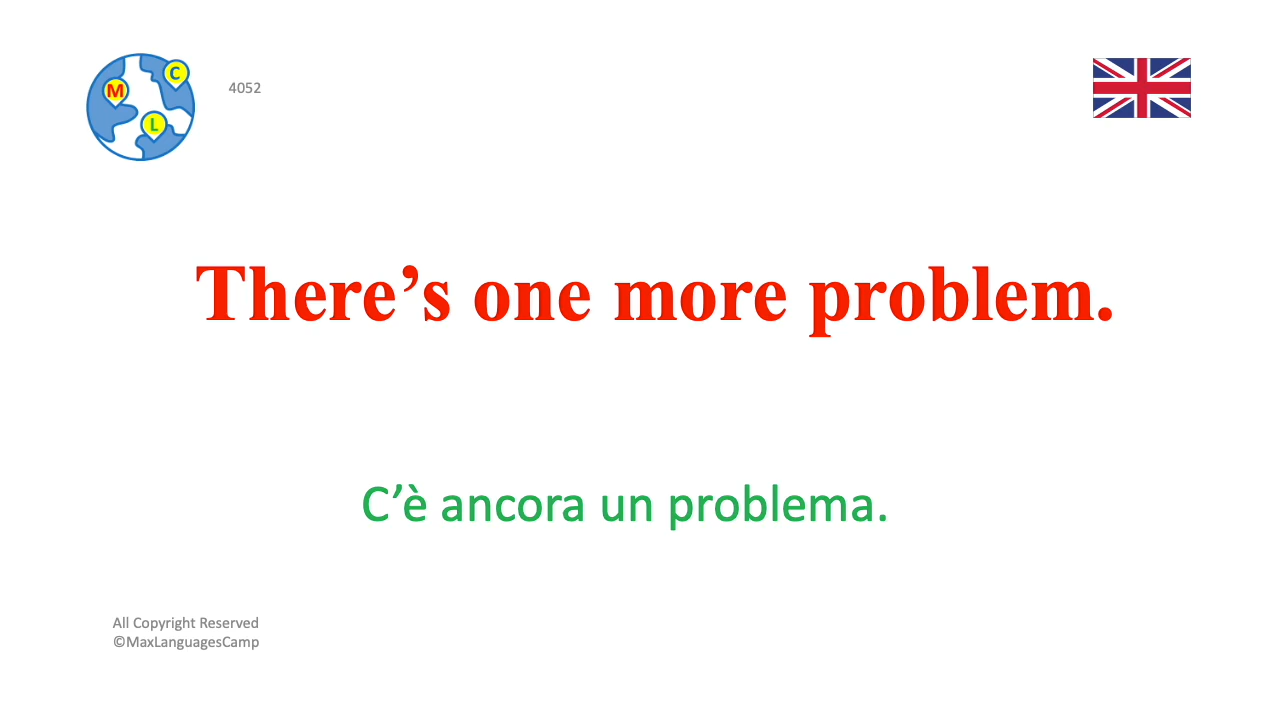 M
C
L
4052
There’s one more problem.
C’è ancora un problema.
All Copyright Reserved
©MaxLanguagesCamp